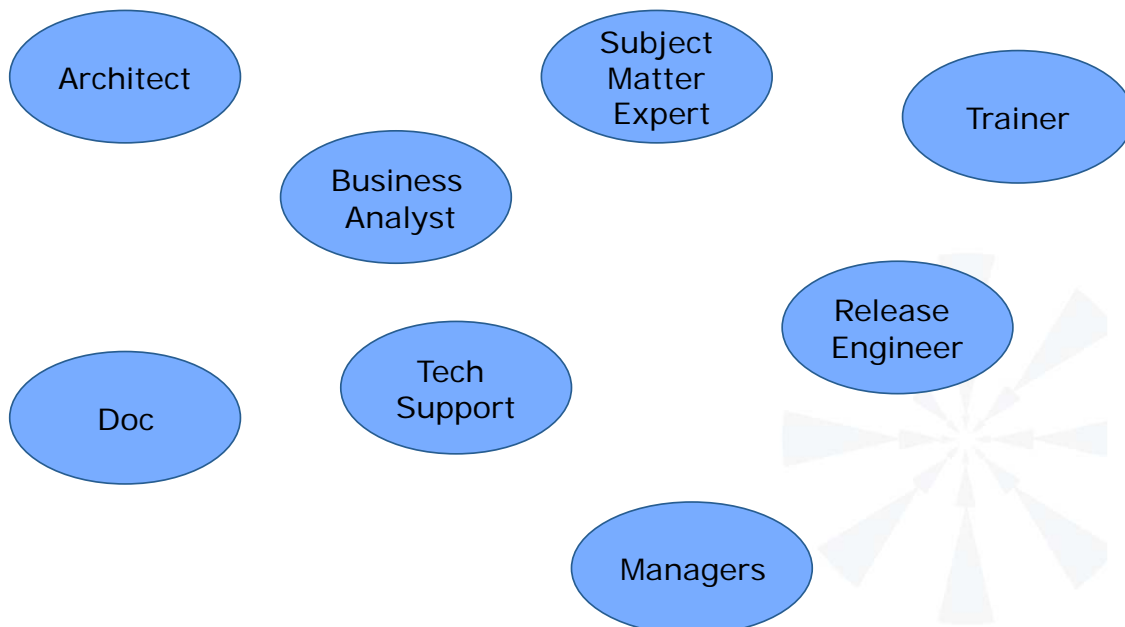 Architect
Subject
Matter
Expert
Trainer
Business
Analyst
Release
Engineer
Tech
Support
Doc
Managers